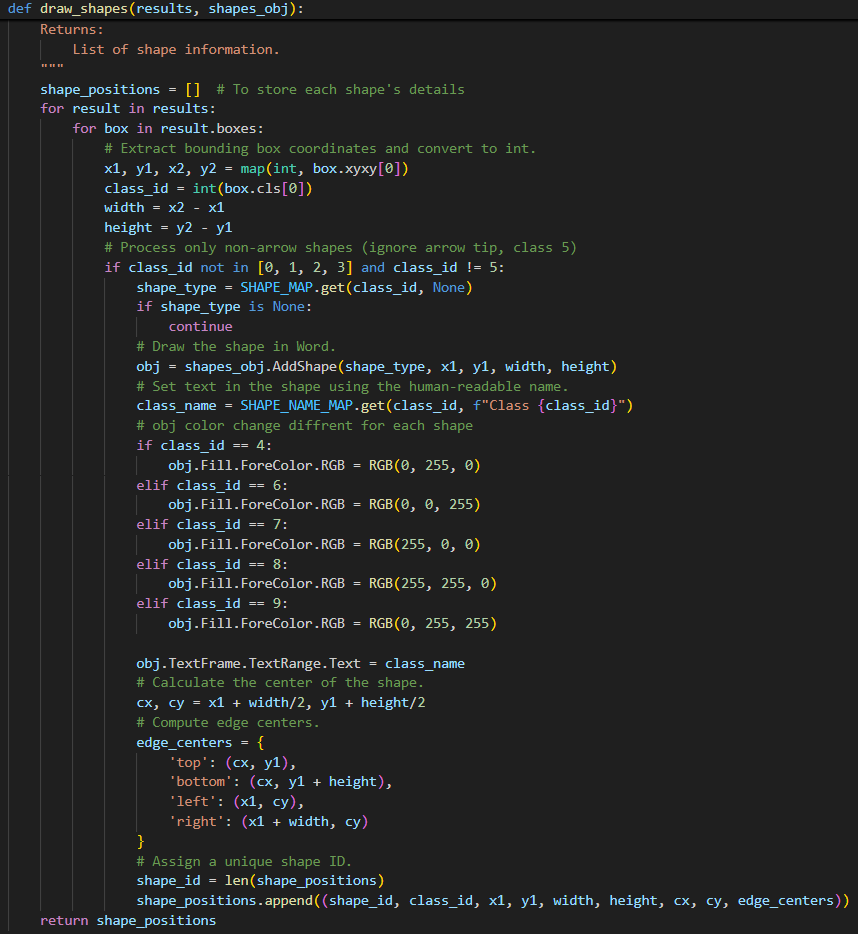 def draw_shapes(results, shapes_obj):
    Returns:
        List of shape information.
    """
    shape_positions = []  # To store each shape's details
    for result in results:
        for box in result.boxes:
            # Extract bounding box coordinates and convert to int.
            x1, y1, x2, y2 = map(int, box.xyxy[0])
            class_id = int(box.cls[0])
            width = x2 - x1
            height = y2 - y1
            # Process only non-arrow shapes (ignore arrow tip, class 5)
            if class_id not in [0, 1, 2, 3] and class_id != 5:
                shape_type = SHAPE_MAP.get(class_id, None)
                if shape_type is None:
                    continue
                # Draw the shape in Word.
                obj = shapes_obj.AddShape(shape_type, x1, y1, width, height)
                # Set text in the shape using the human-readable name.
                class_name = SHAPE_NAME_MAP.get(class_id, f"Class {class_id}")
                # obj color change diffrent for each shape
                if class_id == 4:
                    obj.Fill.ForeColor.RGB = RGB(0, 255, 0)
                elif class_id == 6:
                    obj.Fill.ForeColor.RGB = RGB(0, 0, 255)
                elif class_id == 7:
                    obj.Fill.ForeColor.RGB = RGB(255, 0, 0)
                elif class_id == 8:
                    obj.Fill.ForeColor.RGB = RGB(255, 255, 0)
                elif class_id == 9:
                    obj.Fill.ForeColor.RGB = RGB(0, 255, 255)

                obj.TextFrame.TextRange.Text = class_name
                # Calculate the center of the shape.
                cx, cy = x1 + width/2, y1 + height/2
                # Compute edge centers.
                edge_centers = {
                    'top': (cx, y1),
                    'bottom': (cx, y1 + height),
                    'left': (x1, cy),
                    'right': (x1 + width, cy)
                }
                # Assign a unique shape ID.
                shape_id = len(shape_positions)
                shape_positions.append((shape_id, class_id, x1, y1, width, height, cx, cy, edge_centers))
    return shape_positions